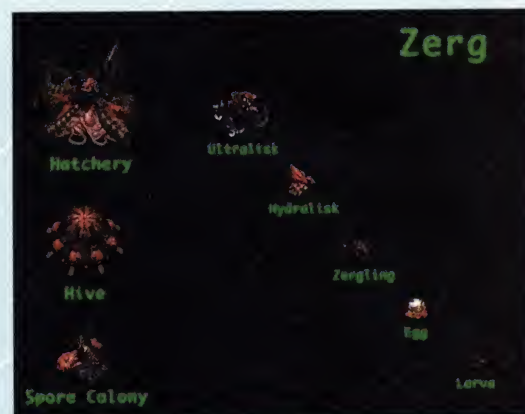 Zerg
Hatchery
Ultralisk
Hydralisk
Hive
Zergling
Egg
Spore Colony
Larva